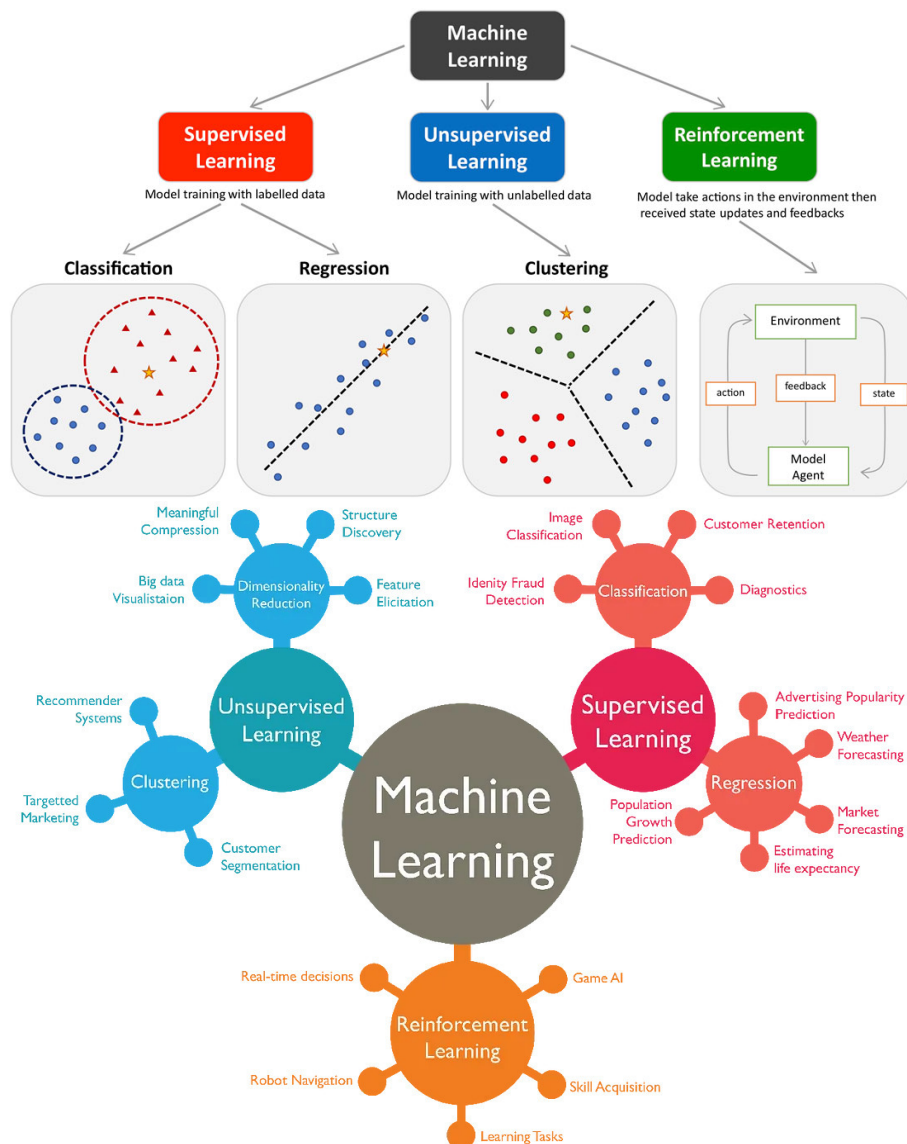 Machine
Learning
Supervised
Learning
Unsupervised
Learning
Reinforcement
Learning
Model training with labelled data
Model training with unlabelled data
Model take actions in the environment then
received state updates and feedbacks
Classification
Regression
Clustering
Environment
action
feedback
state
Model
Agent
Meaningful
Compression
Structure
Discovery
Big data
Visualistaion
Dimensionality
Reduction
Feature
Elicitation
Image
Classification
Customer Retention
Idenity Fraud
Detection
Classification
Diagnostics
Recommender
Systems
Unsupervised
Learning
Supervised
Learning
Advertising Popularity
Prediction
Weather
Forecasting
Clustering
Regression
Targetted
Marketing
Customer
Segmentation
Machine
Learning
Population
Growth
Prediction
Market
Forecasting
Estimating
life expectancy
Real-time decisions
Game AI
Reinforcement
Learning
Robot Navigation
Skill Acquisition
Learning Tasks